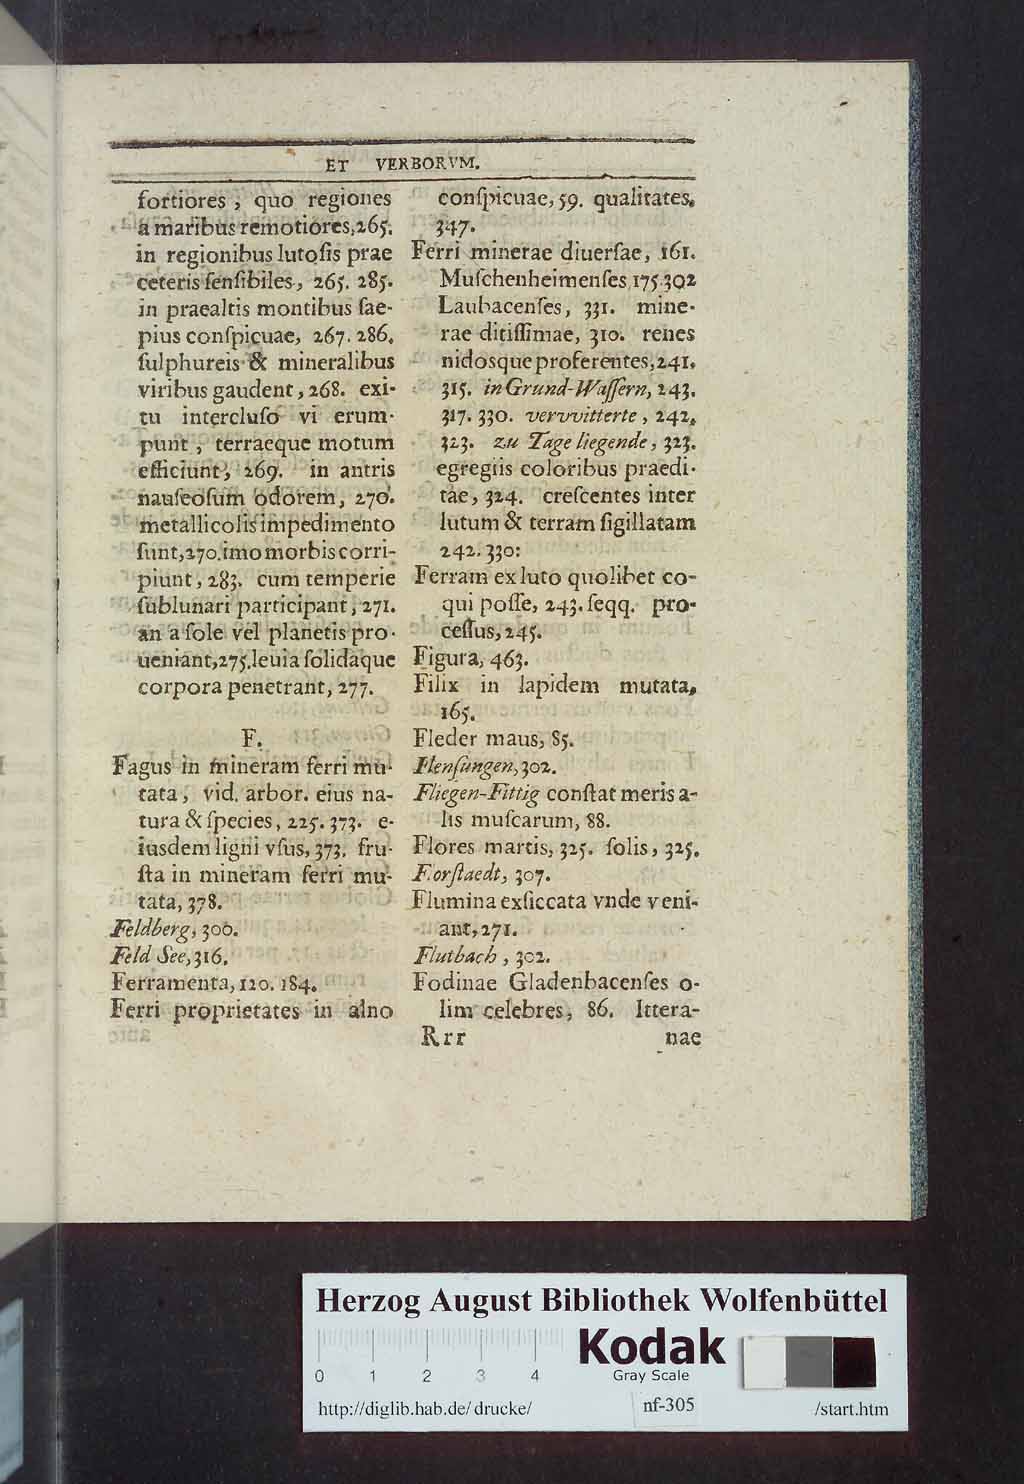 ET VERBORVM.
fortiores, quo regiones
a maribus remotiores, 265.
in regionibus lutoſis prae
ceteris ſenſibiles, 265. 285.
in praealtis montibus ſae-
pius conſpicuae, 267. 286.
ſulphureis & mineralibus
viribus gaudent, 268. exi-
tu intercluſo vi erum-
punt, terraeque motum
efficiunt, 269. in antris
nauſeoſum odorem, 270.
metallicolis impedimento
ſunt, 270. imo morbis corri-
piunt, 283. cum temperie
ſublunari participant, 271.
an a ſole vel planetis pro-
ueniant, 275. leuia ſolidaque
corpora penetrant, 277.
F.
Fagus in mineram ferri mu-
tata, vid. arbor. eius na-
tura & ſpecies, 225. 373. e-
iusdem ligni vſus, 373. fru-
ſta in mineram ferri mu-
tata, 378.
Feldberg, 300.
Feld See, 316.
Ferramenta, 120. 184.
Ferri proprietates in alno
conſpicuae, 59. qualitates,
347.
Ferri minerae diuerſae, 161.
Muſchenheimenſes 175. 302
Laubacenſes, 331. mine-
rae ditiſſimae, 310. renes
nidosque proferentes, 241.
315. in Grund-Waſſern, 243.
317. 330. vervvitterte, 242.
323. zu Tage liegende, 323.
egregiis coloribus praedi-
tae, 324. creſcentes inter
lutum & terram ſigillatam
242. 330:
Ferram ex luto quolibet co-
qui poſſe, 243. ſeqq. pro-
ceſſus, 245.
Figura, 463.
Filix in lapidem mutata,
165.
Fleder maus, 85.
Flenſungen, 302.
Fliegen-Fittig conſtat meris a-
lis muſcarum, 88.
Flores martis, 325. ſolis, 325.
Florſtaedt, 307.
Flumina exſiccata vnde veni-
ant, 271.
Flutbach, 302.
Fodinae Gladenbacenſes o-
lim celebres, 86. Ittera-
Rrr nae
Herzog August Bibliothek Wolfenbüttel
0 1 2 3 4
Kodak
Gray Scale
http://diglib.hab.de/drucke/ nf-305 /start.htm